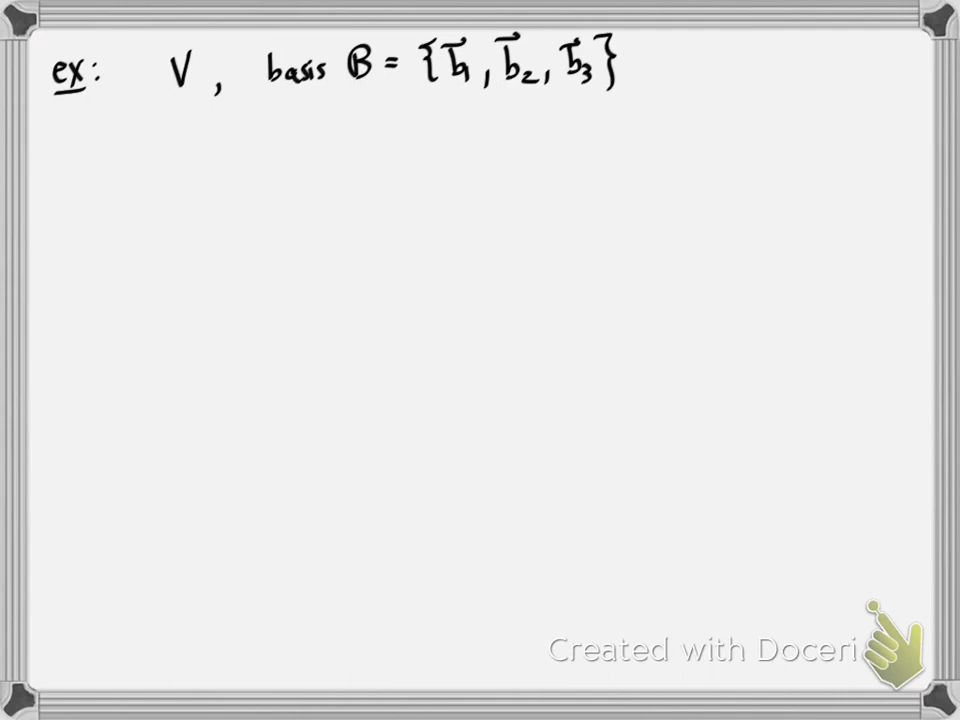 ex: V, basis B = {b⃗1, b⃗2, b⃗3}
Created with Doceri